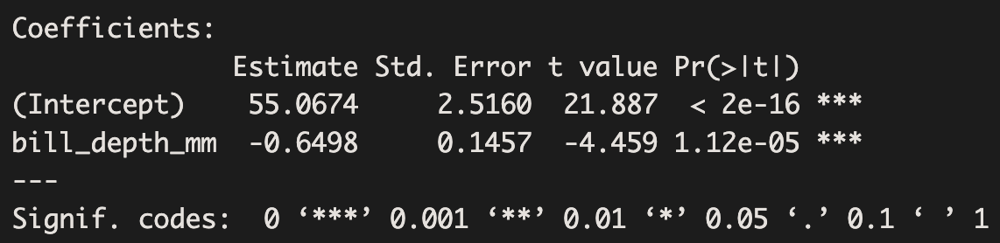 Coefficients:
Estimate Std. Error t value Pr(>|t|)
(Intercept) 55.0674 2.5160 21.887 < 2e-16 ***
bill_depth_mm -0.6498 0.1457 -4.459 1.12e-05 ***
---
Signif. codes: 0 ‘***’ 0.001 ‘**’ 0.01 ‘*’ 0.05 ‘.’ 0.1 ‘ ’ 1